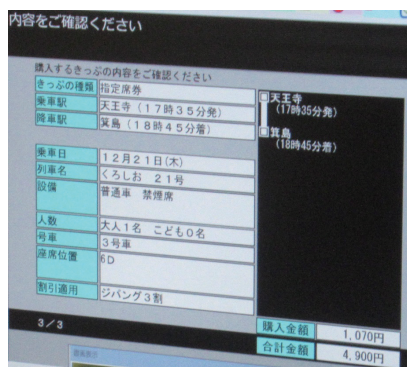 内容をご確認ください
購入するきっぷの内容をご確認ください
きっぷの種類 指定席券
乗車駅 天王寺(17時35分発)
降車駅 箕島(18時45分着)
乗車日 12月21日(木)
列車名 くろしお 21号
設備 普通車 禁煙席
人数 大人1名 こども0名
号車 3号車
座席位置 6D
割引適用 ジパング3割
天王寺
(17時35分発)
箕島
(18時45分着)
3/3
購入金額 1,070円
合計金額 4,900円